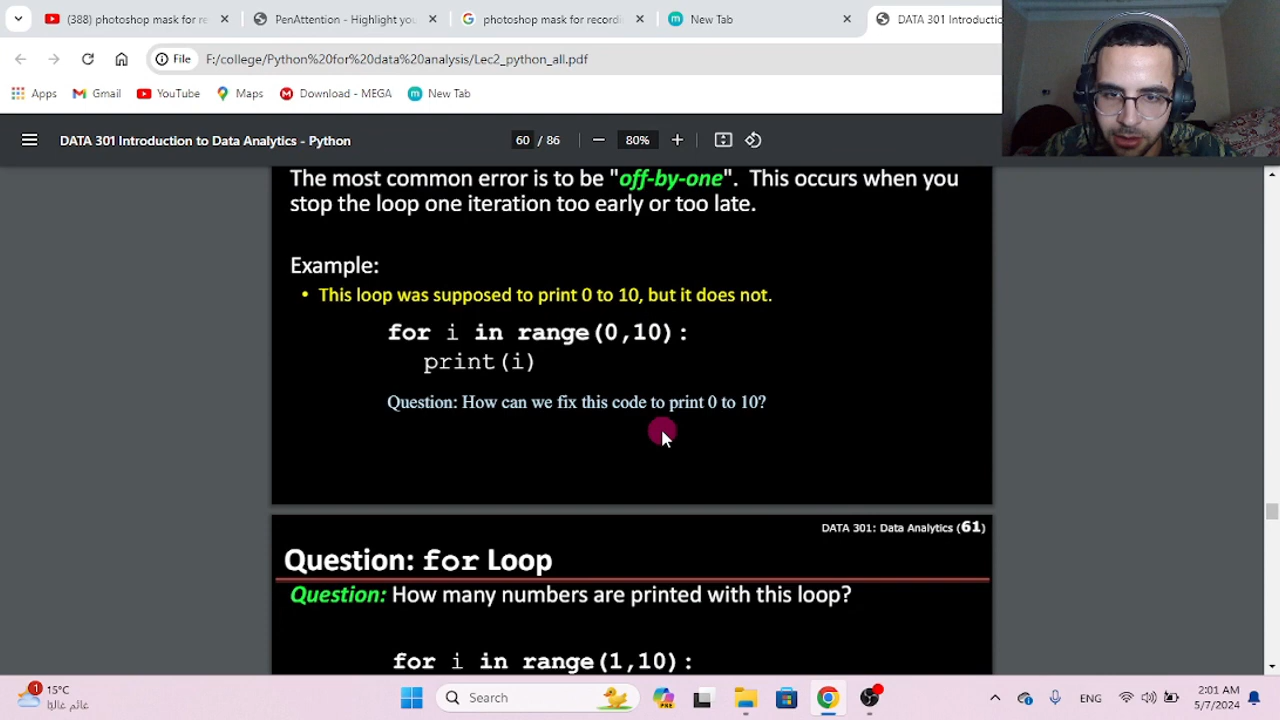 (388) photoshop mask for re
PenAttention - Highlight you
photoshop mask for recordi
New Tab
DATA 301 Introductio
File
F:/college/Python%20for%20data%20analysis/Lec2_python_all.pdf
Apps
Gmail
YouTube
Maps
Download - MEGA
New Tab
DATA 301 Introduction to Data Analytics - Python
60 / 86
80%
The most common error is to be "off-by-one". This occurs when you
stop the loop one iteration too early or too late.
Example:
• This loop was supposed to print 0 to 10, but it does not.
for i in range(0,10):
print(i)
Question: How can we fix this code to print 0 to 10?
DATA 301: Data Analytics (61)
Question: for Loop
Question: How many numbers are printed with this loop?
for i in range(1,10):
1
15°C
غائم غالبا
Search
PRE
ENG
2:01 AM
5/7/2024